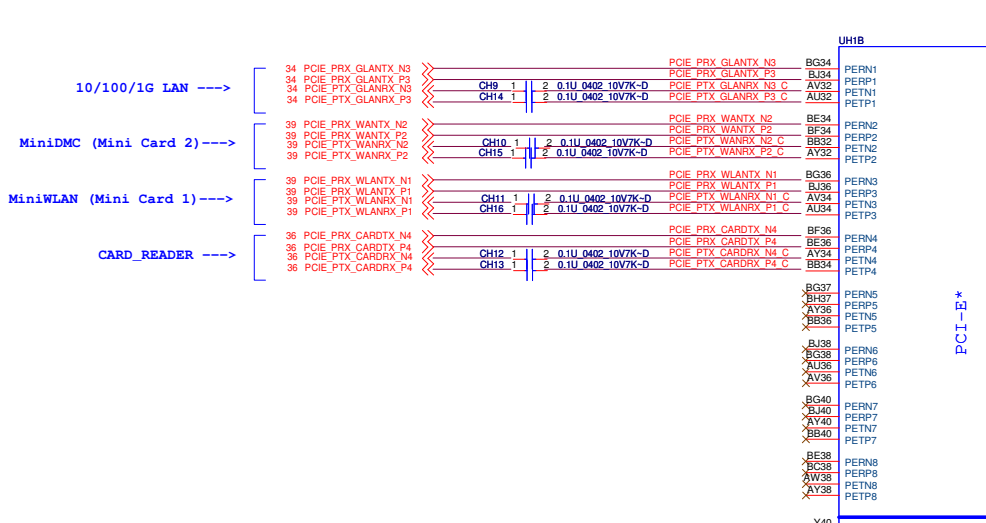 UH1B
34 PCIE_PRX_GLANTX_N3 PCIE_PRX_GLANTX_N3 BG34 PERN1
34 PCIE_PRX_GLANTX_P3 PCIE_PRX_GLANTX_P3 BJ34 PERP1
10/100/1G LAN ---> 34 PCIE_PTX_GLANRX_N3 CH9 1 2 0.1U_0402_10V7K~D PCIE_PTX_GLANRX_N3_C AV32 PETN1
34 PCIE_PTX_GLANRX_P3 CH14 1 2 0.1U_0402_10V7K~D PCIE_PTX_GLANRX_P3_C AU32 PETP1
39 PCIE_PRX_WANTX_N2 PCIE_PRX_WANTX_N2 BE34 PERN2
39 PCIE_PRX_WANTX_P2 PCIE_PRX_WANTX_P2 BF34 PERP2
MiniDMC (Mini Card 2)---> 39 PCIE_PTX_WANRX_N2 CH10 1 2 0.1U_0402_10V7K~D PCIE_PTX_WANRX_N2_C BB32 PETN2
39 PCIE_PTX_WANRX_P2 CH15 1 2 0.1U_0402_10V7K~D PCIE_PTX_WANRX_P2_C AY32 PETP2
39 PCIE_PRX_WLANTX_N1 PCIE_PRX_WLANTX_N1 BG36 PERN3
39 PCIE_PRX_WLANTX_P1 PCIE_PRX_WLANTX_P1 BJ36 PERP3
MiniWLAN (Mini Card 1)---> 39 PCIE_PTX_WLANRX_N1 CH11 1 2 0.1U_0402_10V7K~D PCIE_PTX_WLANRX_N1_C AV34 PETN3
39 PCIE_PTX_WLANRX_P1 CH16 1 2 0.1U_0402_10V7K~D PCIE_PTX_WLANRX_P1_C AU34 PETP3
36 PCIE_PRX_CARDTX_N4 PCIE_PRX_CARDTX_N4 BF36 PERN4
36 PCIE_PRX_CARDTX_P4 PCIE_PRX_CARDTX_P4 BE36 PERP4
CARD_READER ---> 36 PCIE_PTX_CARDRX_N4 CH12 1 2 0.1U_0402_10V7K~D PCIE_PTX_CARDRX_N4_C AY34 PETN4
36 PCIE_PTX_CARDRX_P4 CH13 1 2 0.1U_0402_10V7K~D PCIE_PTX_CARDRX_P4_C BB34 PETP4
BG37 PERN5
BH37 PERP5
AY36 PETN5
BB36 PETP5
PCI-E*
BJ38 PERN6
BG38 PERP6
AU36 PETN6
AV36 PETP6
BG40 PERN7
BJ40 PERP7
AY40 PETN7
BB40 PETP7
BE38 PERN8
BC38 PERP8
AW38 PETN8
AY38 PETP8